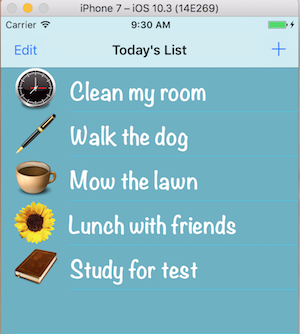 iPhone 7 – iOS 10.3 (14E269)
Carrier 9:30 AM
Edit Today's List +
Clean my room
Walk the dog
Mow the lawn
Lunch with friends
Study for test